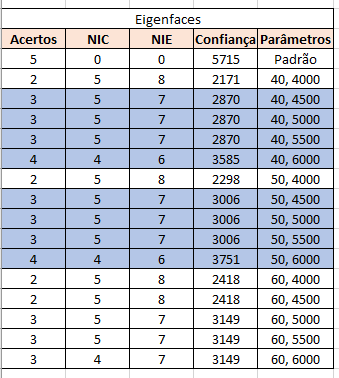 Eigenfaces
Acertos NIC NIE Confiança Parâmetros
5 0 0 5715 Padrão
2 5 8 2171 40, 4000
3 5 7 2870 40, 4500
3 5 7 2870 40, 5000
3 5 7 2870 40, 5500
4 4 6 3585 40, 6000
2 5 8 2298 50, 4000
3 5 7 3006 50, 4500
3 5 7 3006 50, 5000
3 5 7 3006 50, 5500
4 4 6 3751 50, 6000
2 5 8 2418 60, 4000
2 5 8 2418 60, 4500
3 5 7 3149 60, 5000
3 5 7 3149 60, 5500
3 4 7 3149 60, 6000